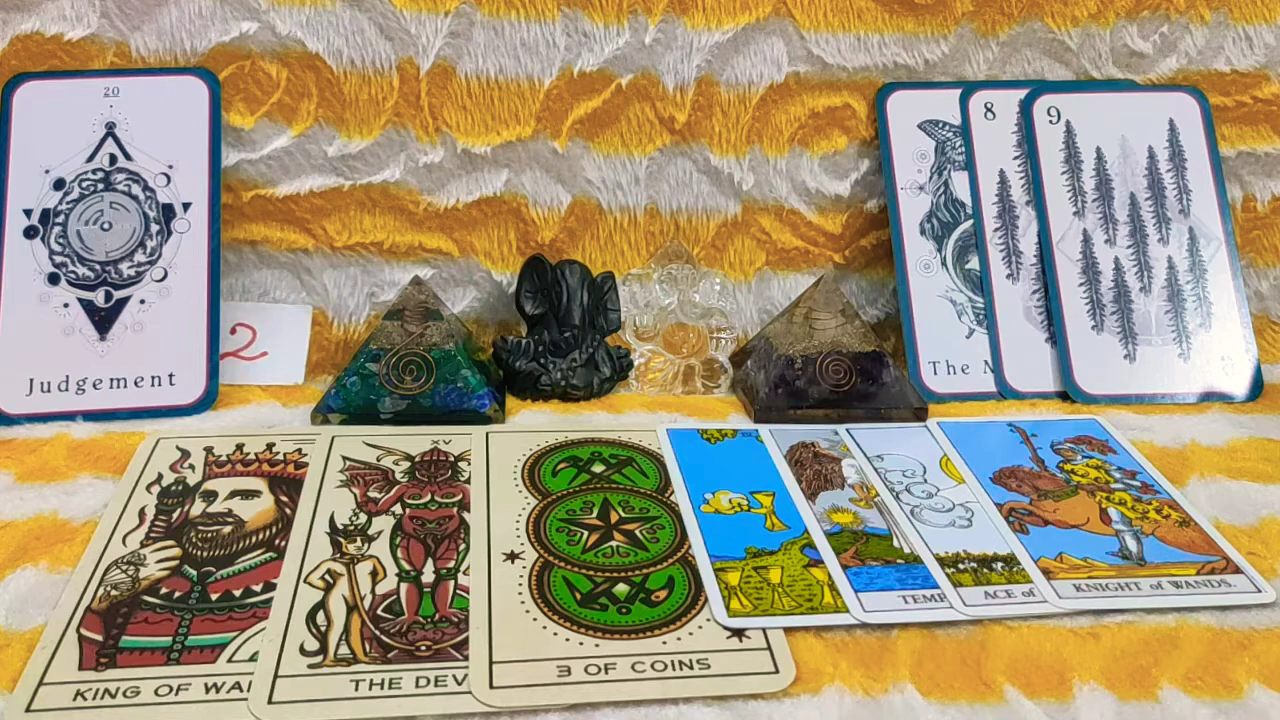 20
Judgement
2
The M
8
9
KING OF WA
XV
THE DEV
3 OF COINS
TEMP
ACE of
KNIGHT of WANDS.